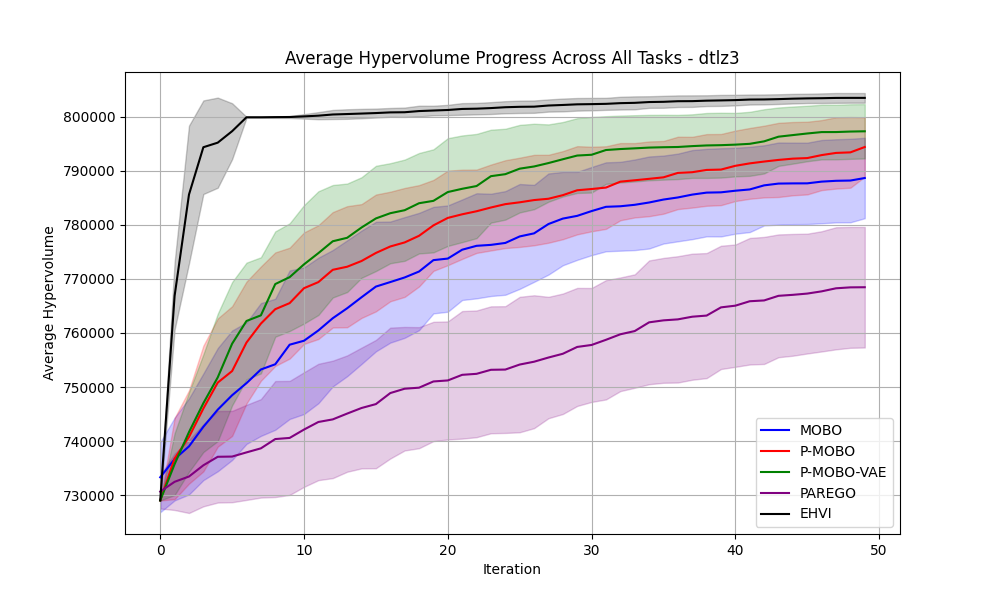 Average Hypervolume Progress Across All Tasks - dtlz3
Average Hypervolume
800000
790000
780000
770000
760000
750000
740000
730000
0
10
20
30
40
50
Iteration
MOBO
P-MOBO
P-MOBO-VAE
PAREGO
EHVI